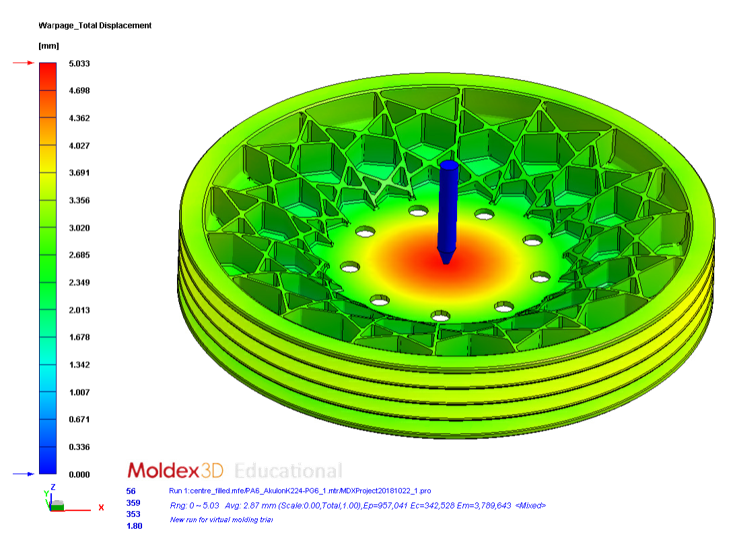 Warpage_Total Displacement
[mm]
5.033
4.698
4.362
4.027
3.691
3.356
3.020
2.685
2.349
2.013
1.678
1.342
1.007
0.671
0.336
0.000
Z
Y
X
Moldex3D Educational
56 Run 1:centre_filled.mfe/PA6_AkulonK224-PG6_1.mtr/MDXProject20181022_1.pro
359 Rng: 0 ~ 5.03 Avg: 2.87 mm (Scale:0.00,Total,1.00),Ep=957,041 Ec=342,528 Em=3,789,643 <Mixed>
353 New run for virtual molding trial
1.80